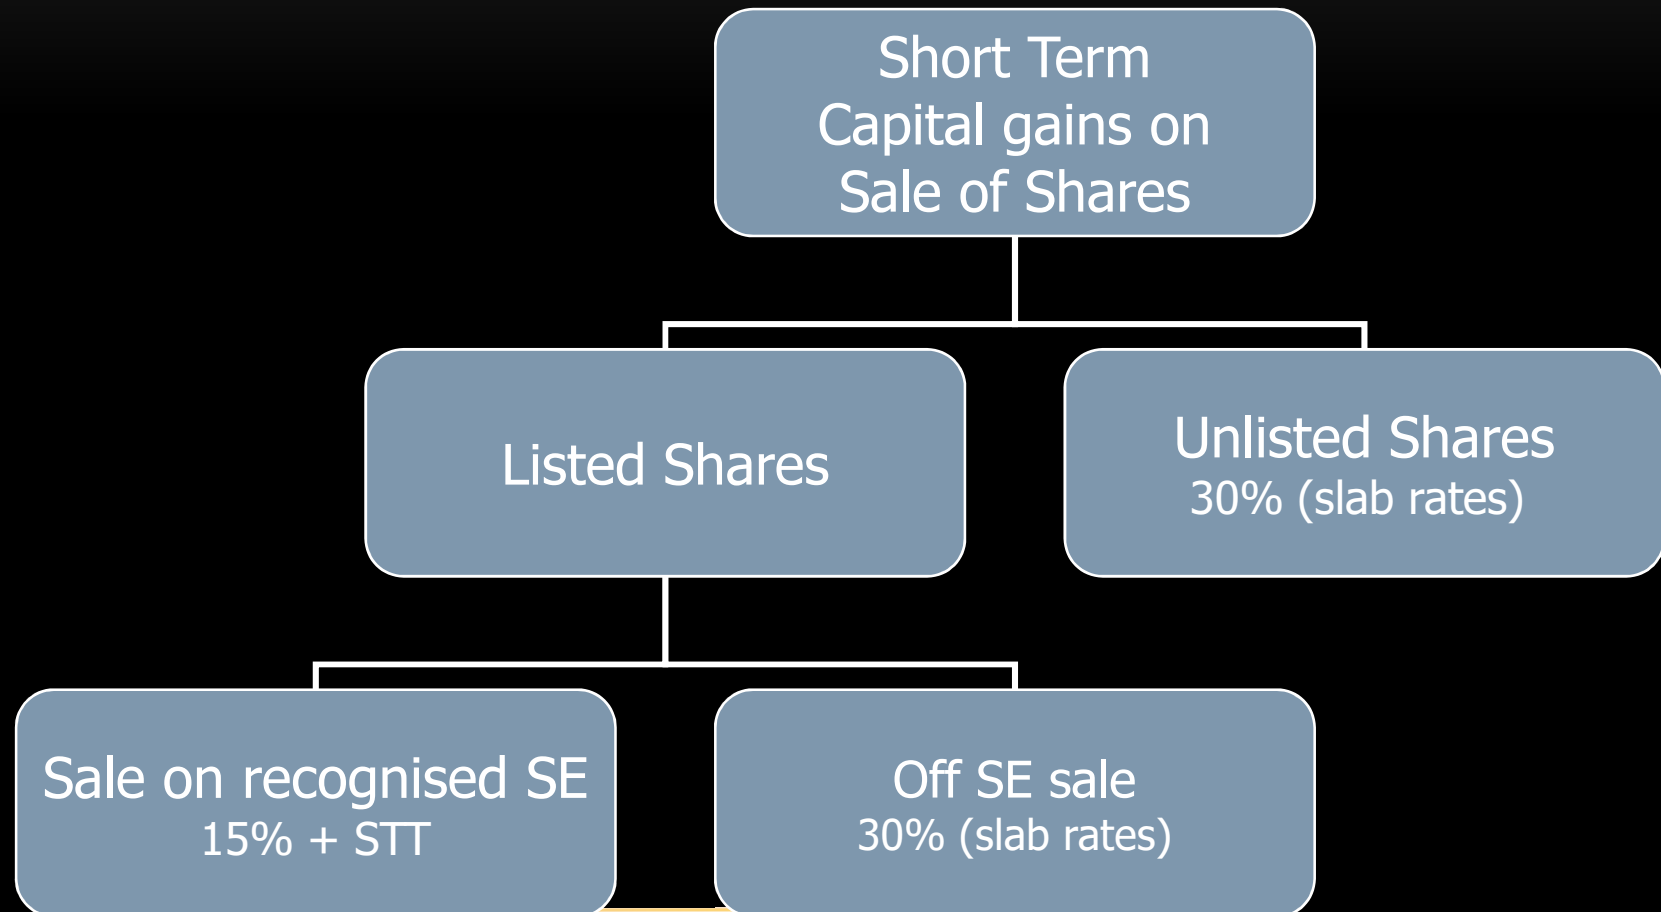 Short Term
Capital gains on
Sale of Shares
Listed Shares
Unlisted Shares
30% (slab rates)
Sale on recognised SE
15% + STT
Off SE sale
30% (slab rates)